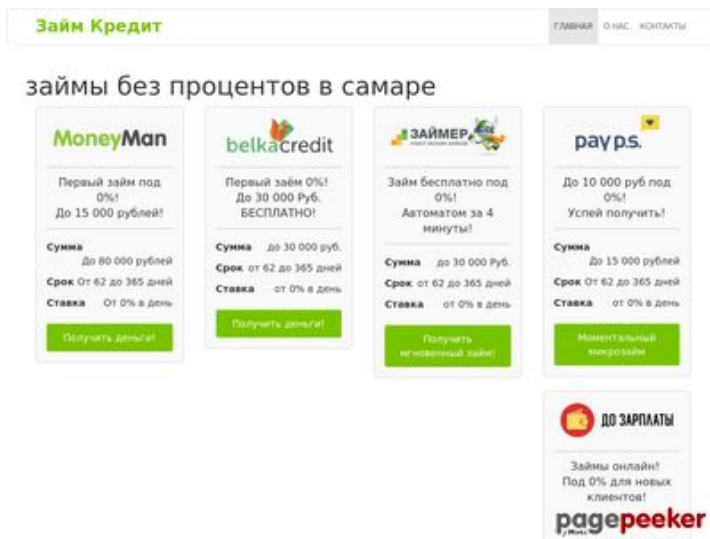 Займ Кредит
ГЛАВНАЯ О НАС. КОНТАКТЫ
займы без процентов в самаре
MoneyMan
Первый займ под
0%!
До 15 000 рублей!
Сумма
До 80 000 рублей
Срок От 62 до 365 дней
Ставка От 0% в день
Получить деньги!
belkacredit
Первый заём 0%!
До 30 000 Руб.
БЕСПЛАТНО!
Сумма до 30 000 руб.
Срок от 62 до 365 дней
Ставка от 0% в день
Получить деньги!
ЗАЙМЕР
Займ бесплатно под
0%!
Автоматом за 4
минуты!
Сумма до 30 000 Руб.
Срок от 62 до 365 дней
Ставка от 0% в день
Получить
мгновенный займ!
pay p.s.
До 10 000 руб под
0%!
Успей получить!
Сумма
До 15 000 рублей
Срок От 62 до 365 дней
Ставка от 0% в день
Моментальный
микрозайм
ДО ЗАРПЛАТЫ
Займы онлайн!
Под 0% для новых
клиентов!
pagepeeker